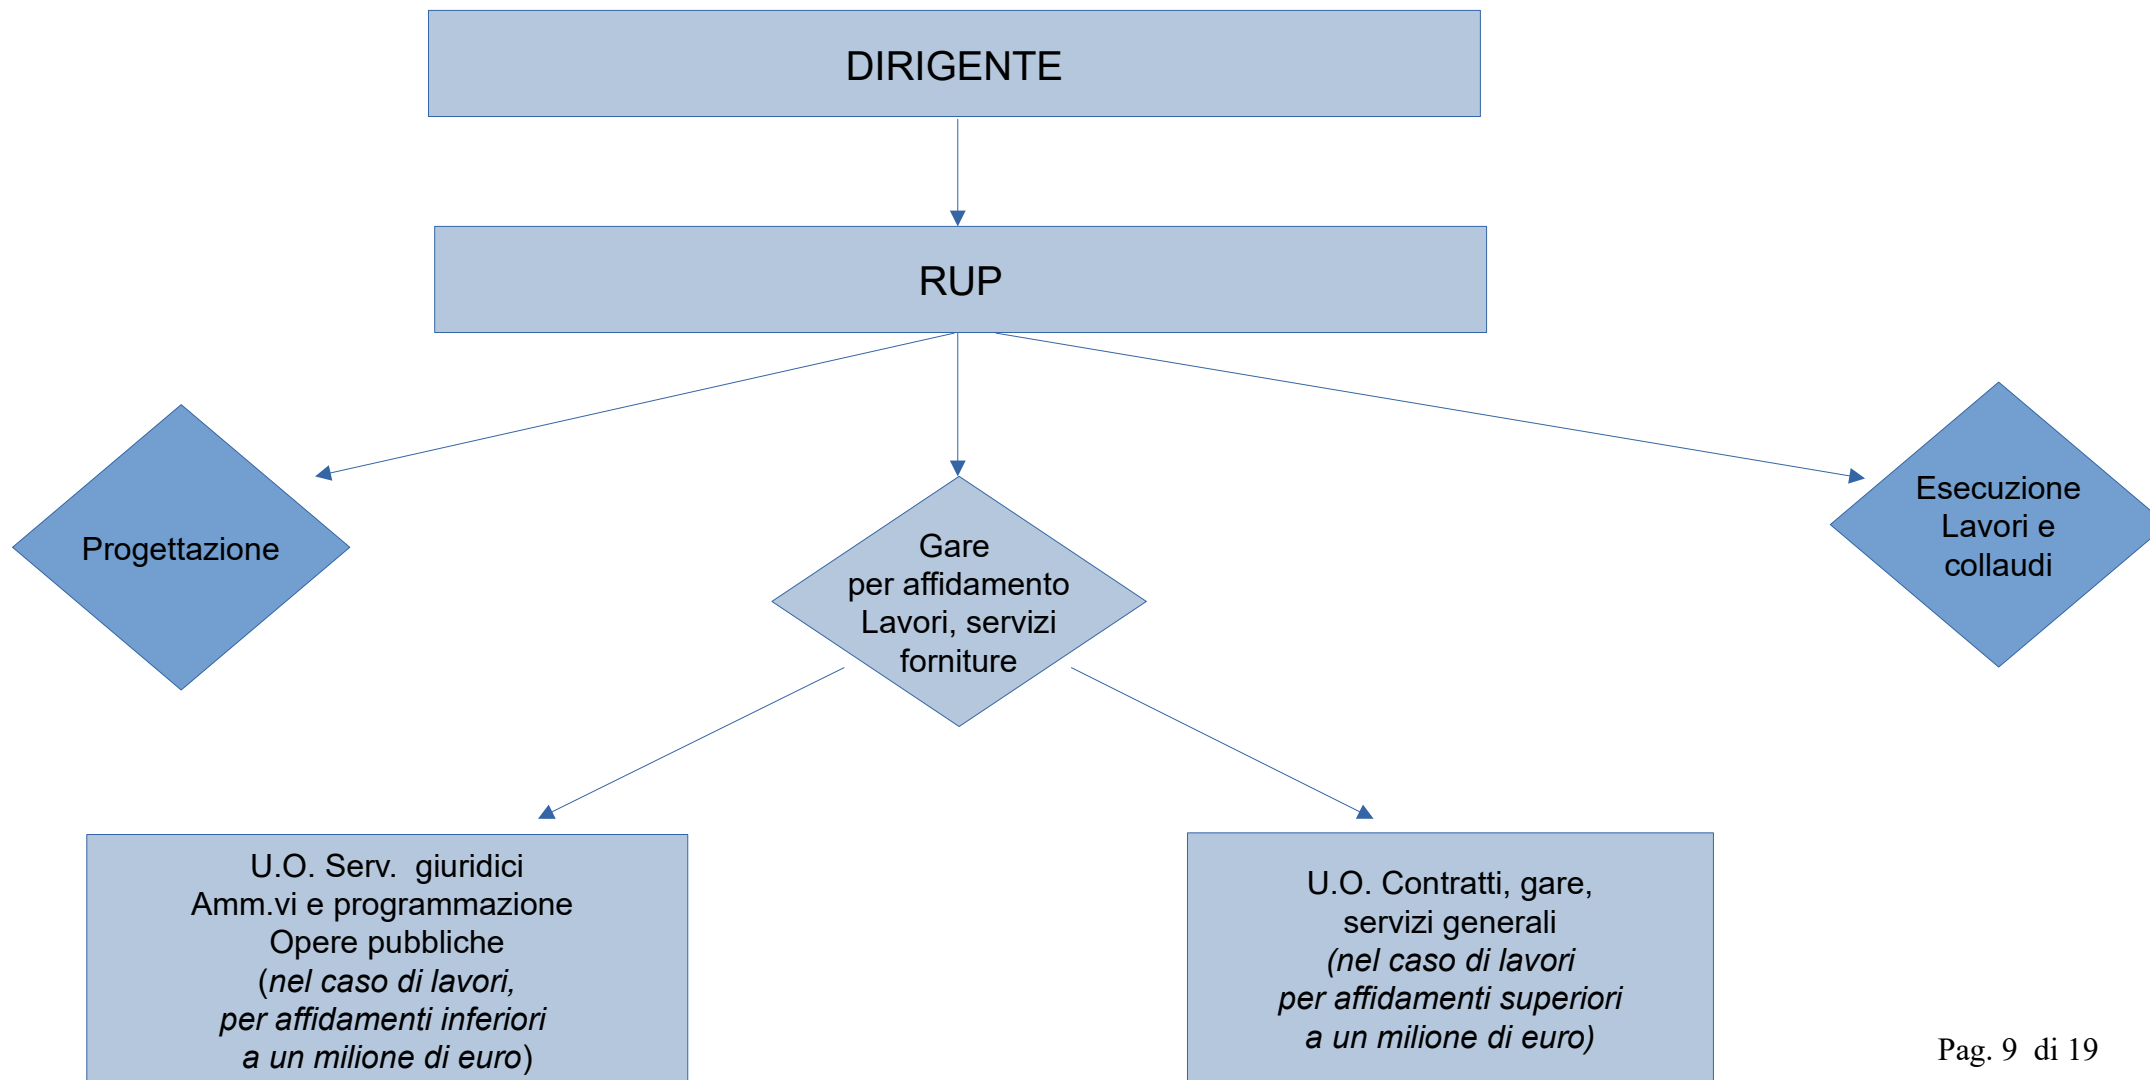 DIRIGENTE
RUP
Progettazione
Gare
per affidamento
Lavori, servizi
forniture
Esecuzione
Lavori e
collaudi
U.O. Serv.  giuridici
Amm.vi e programmazione
Opere pubbliche
(nel caso di lavori,
per affidamenti inferiori
a un milione di euro)
U.O. Contratti, gare,
servizi generali
(nel caso di lavori
per affidamenti superiori
a un milione di euro)
Pag. 9  di 19